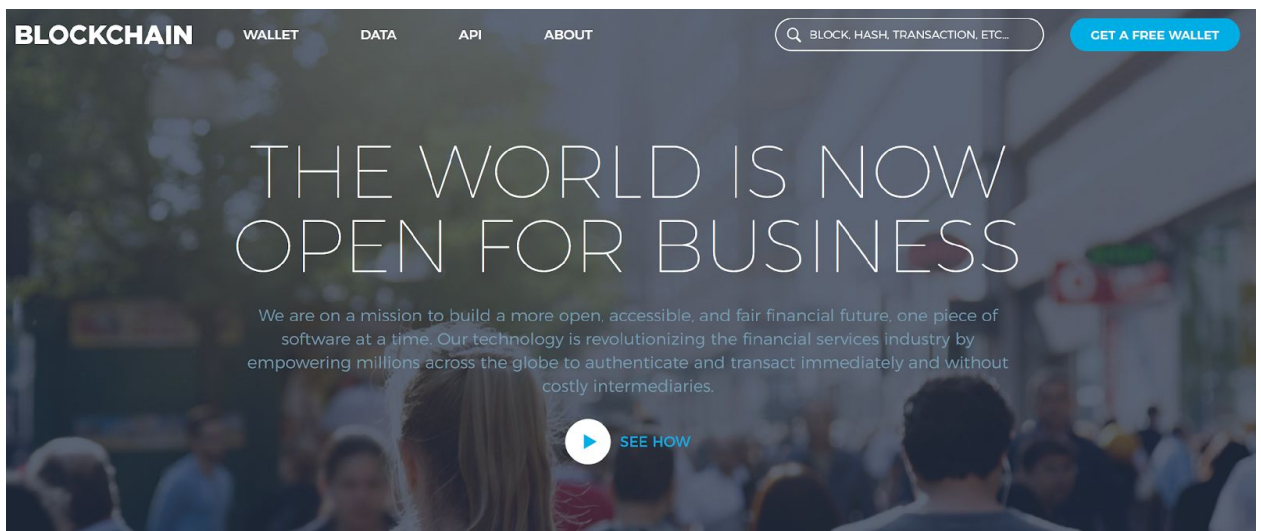 BLOCKCHAIN WALLET DATA API ABOUT BLOCK, HASH, TRANSACTION, ETC... GET A FREE WALLET
THE WORLD IS NOW
OPEN FOR BUSINESS
We are on a mission to build a more open, accessible, and fair financial future, one piece of
software at a time. Our technology is revolutionizing the financial services industry by
empowering millions across the globe to authenticate and transact immediately and without
costly intermediaries.
SEE HOW